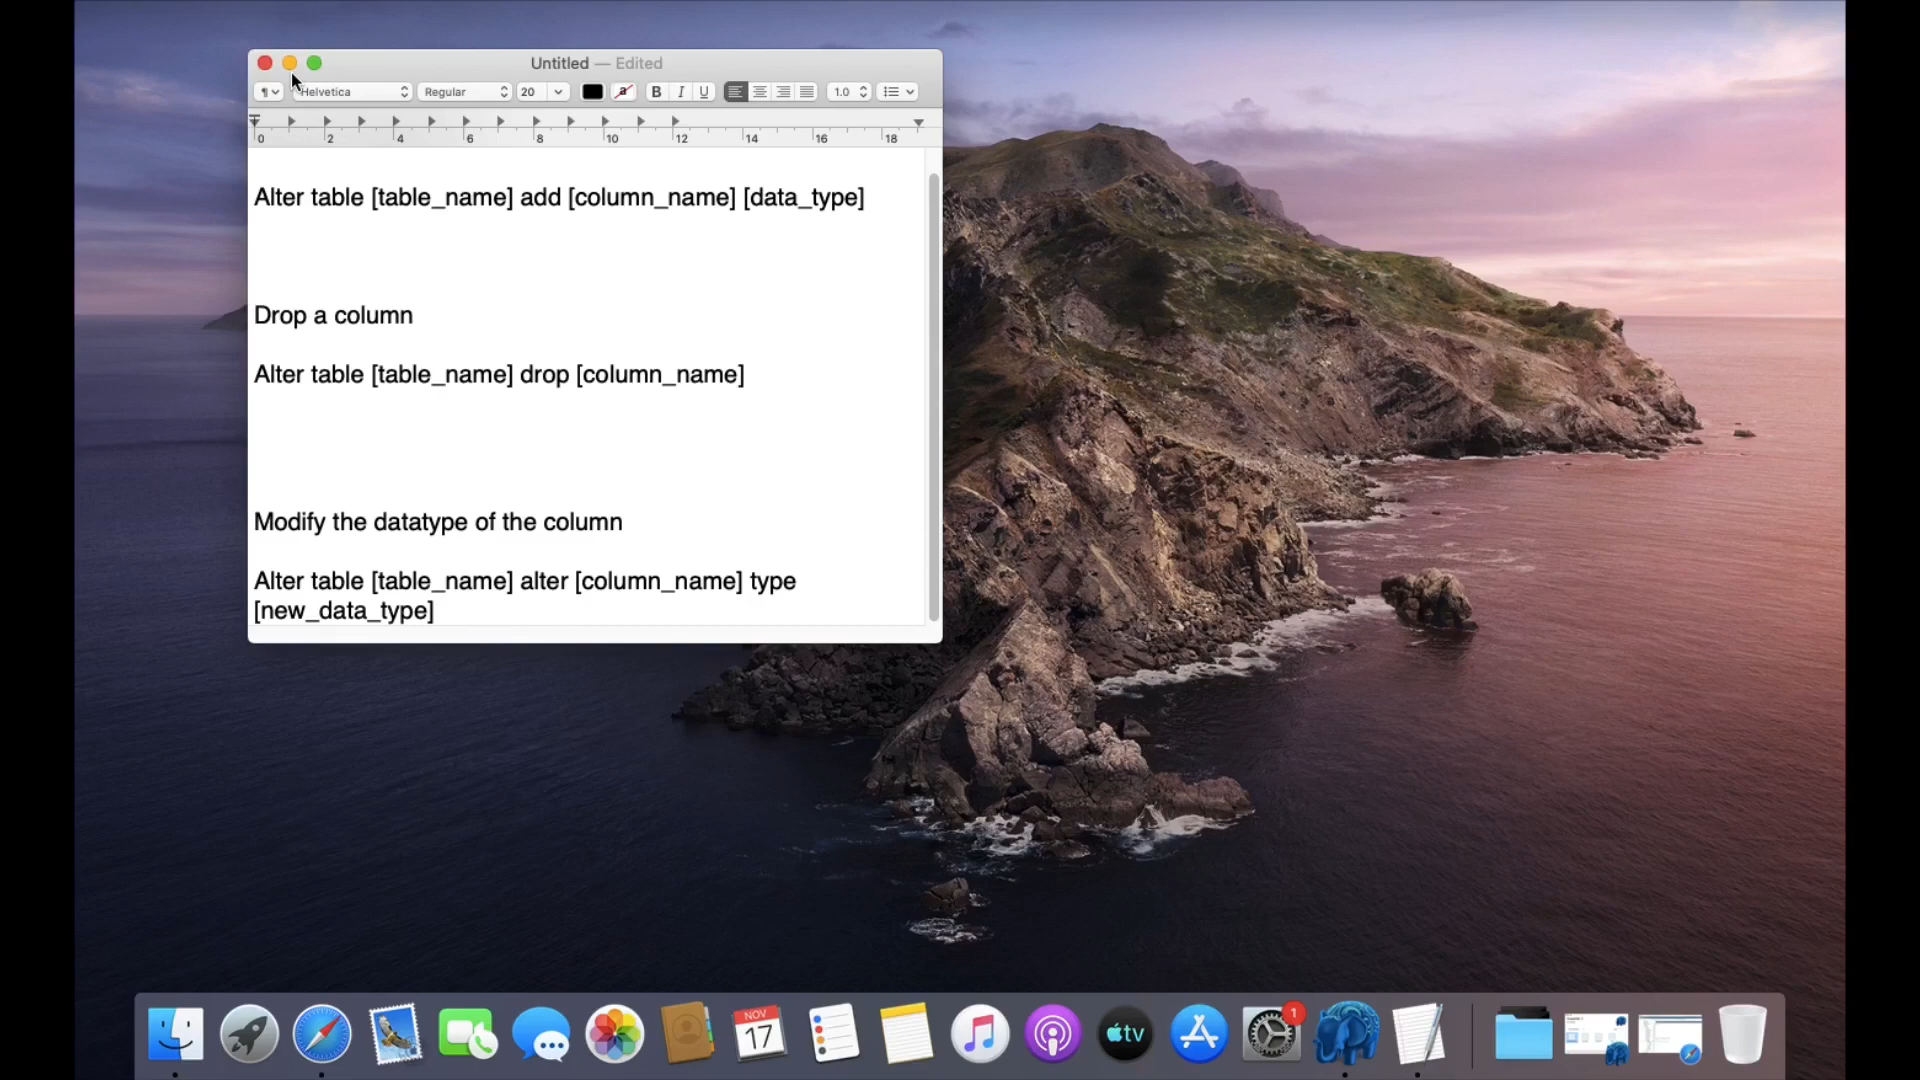 Untitled — Edited
Helvetica
Regular
20
a
B I U
1.0
0 2 4 6 8 10 12 14 16 18
Alter table [table_name] add [column_name] [data_type]
Drop a column
Alter table [table_name] drop [column_name]
Modify the datatype of the column
Alter table [table_name] alter [column_name] type
[new_data_type]
NOV
17
tv
1